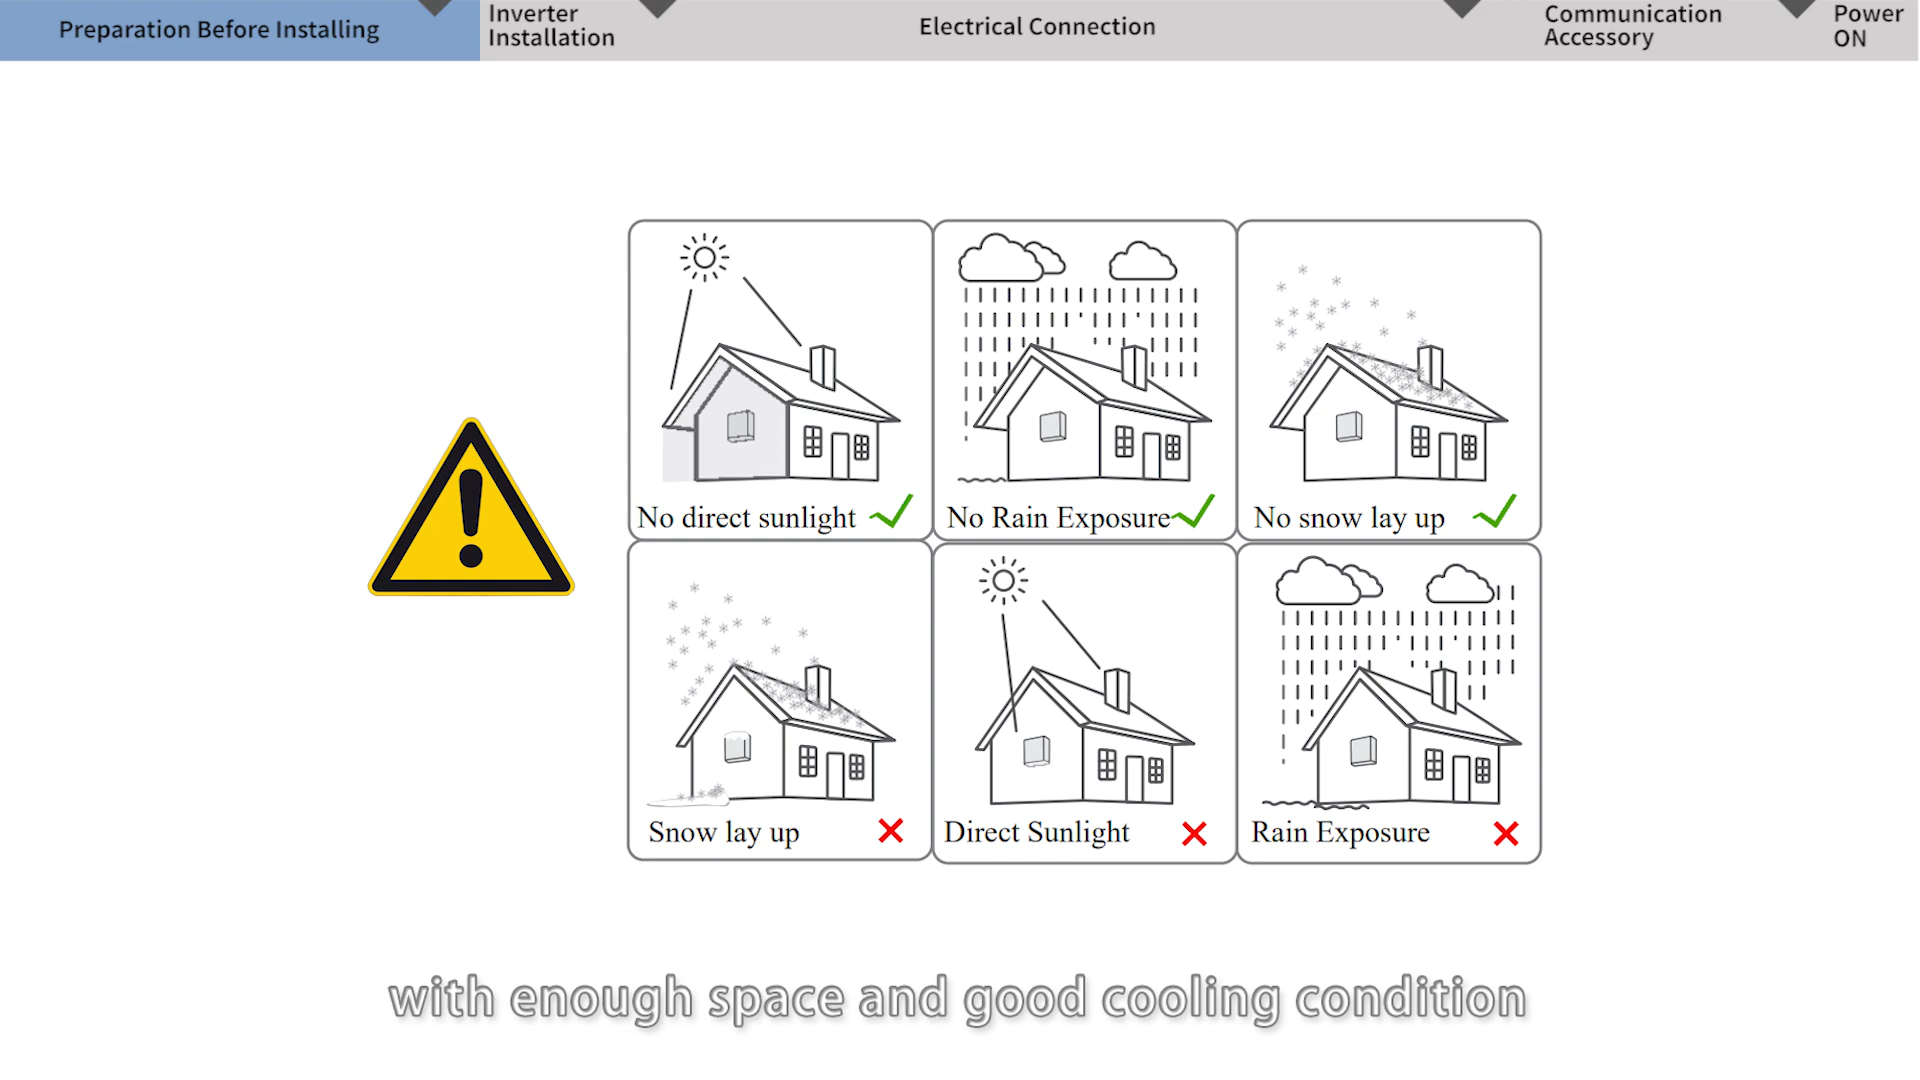 Preparation Before Installing
Inverter
Installation
Electrical Connection
Communication
Accessory
Power
ON
No direct sunlight
No Rain Exposure
No snow lay up
Snow lay up
Direct Sunlight
Rain Exposure
with enough space and good cooling condition